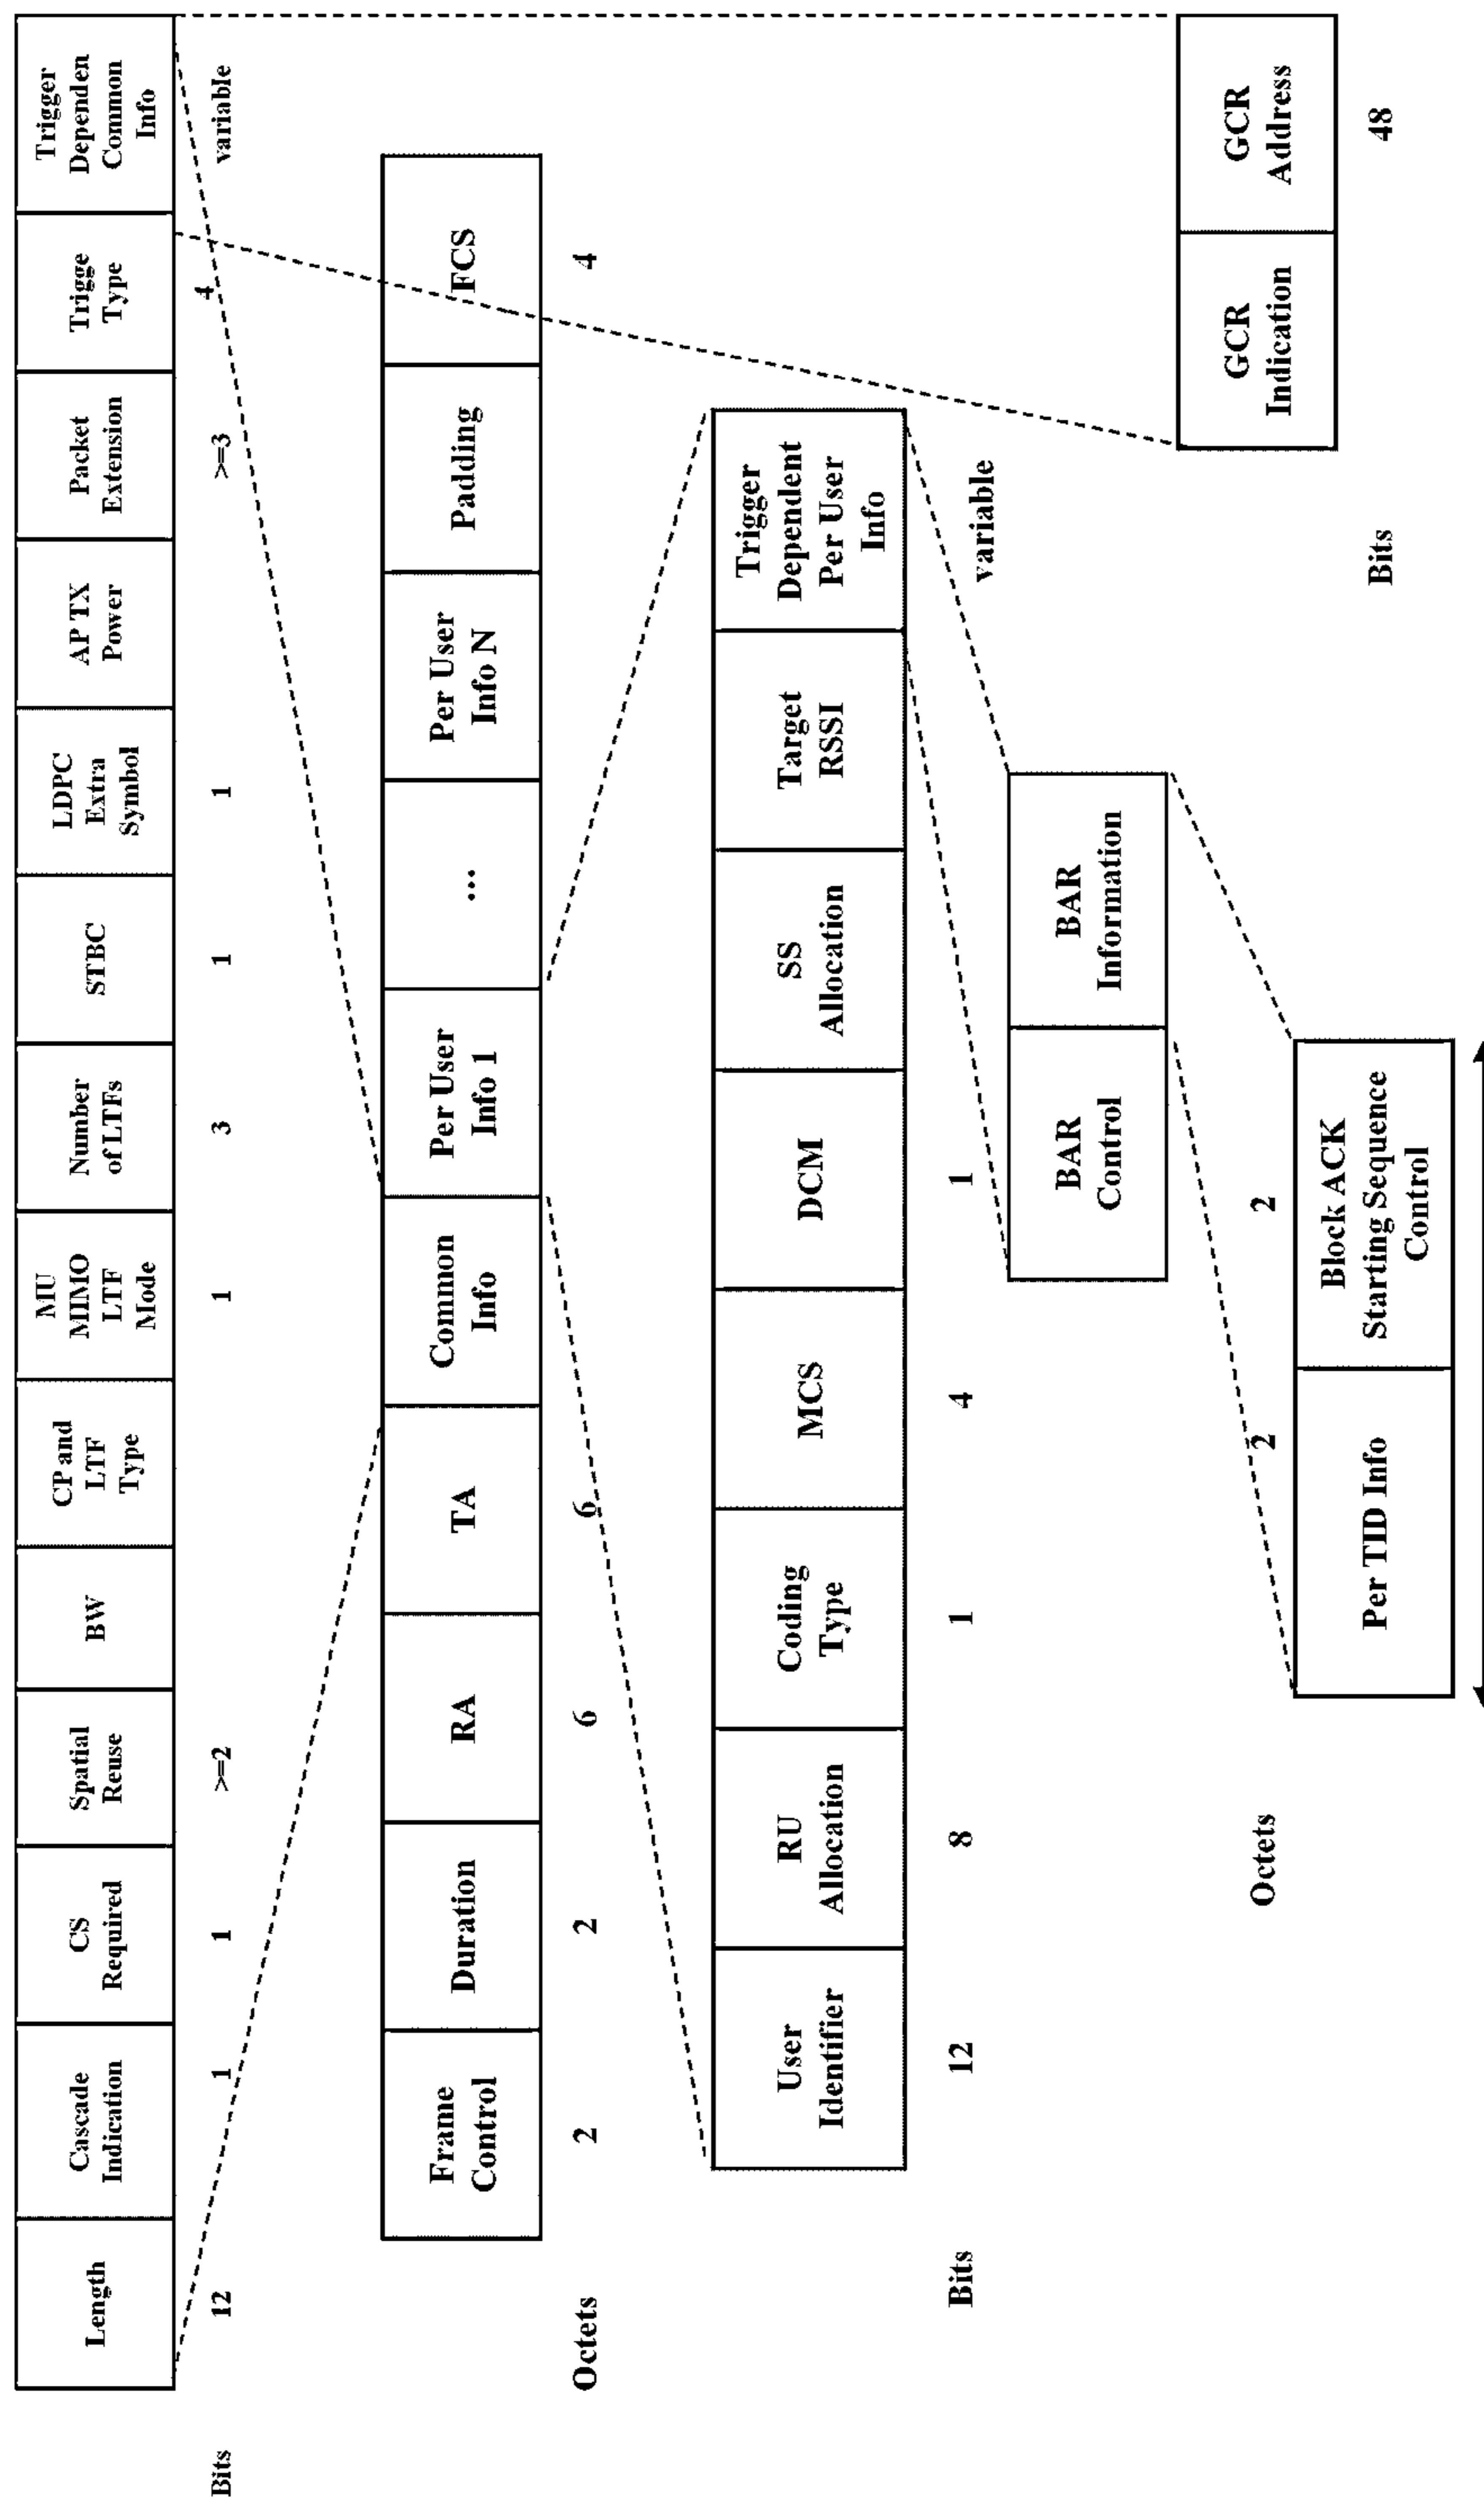 Length
Cascade
Indication
CS
Required
Spatial
Reuse
BW
CP and
LTF
Type
MU
MIMO
LTF
Mode
Number
of LTFs
STBC
LDPC
Extra
Symbol
AP TX
Power
Packet
Extension
Trigge
Type
Trigger
Dependen
Common
Info
Bits
12
1
1
>=2
1
3
1
1
>=3
4
variable
Frame
Control
Duration
RA
TA
Common
Info
Per User
Info 1
...
Per User
Info N
Padding
FCS
Octets
2
2
6
6
4
User
Identifier
RU
Allocation
Coding
Type
MCS
DCM
SS
Allocation
Target
RSSI
Trigger
Dependent
Per User
Info
Bits
12
8
1
4
1
variable
BAR
Control
BAR
Information
Octets
2
2
GCR
Indication
GCR
Address
Bits
48
Per TID Info
Block ACK
Starting Sequence
Control